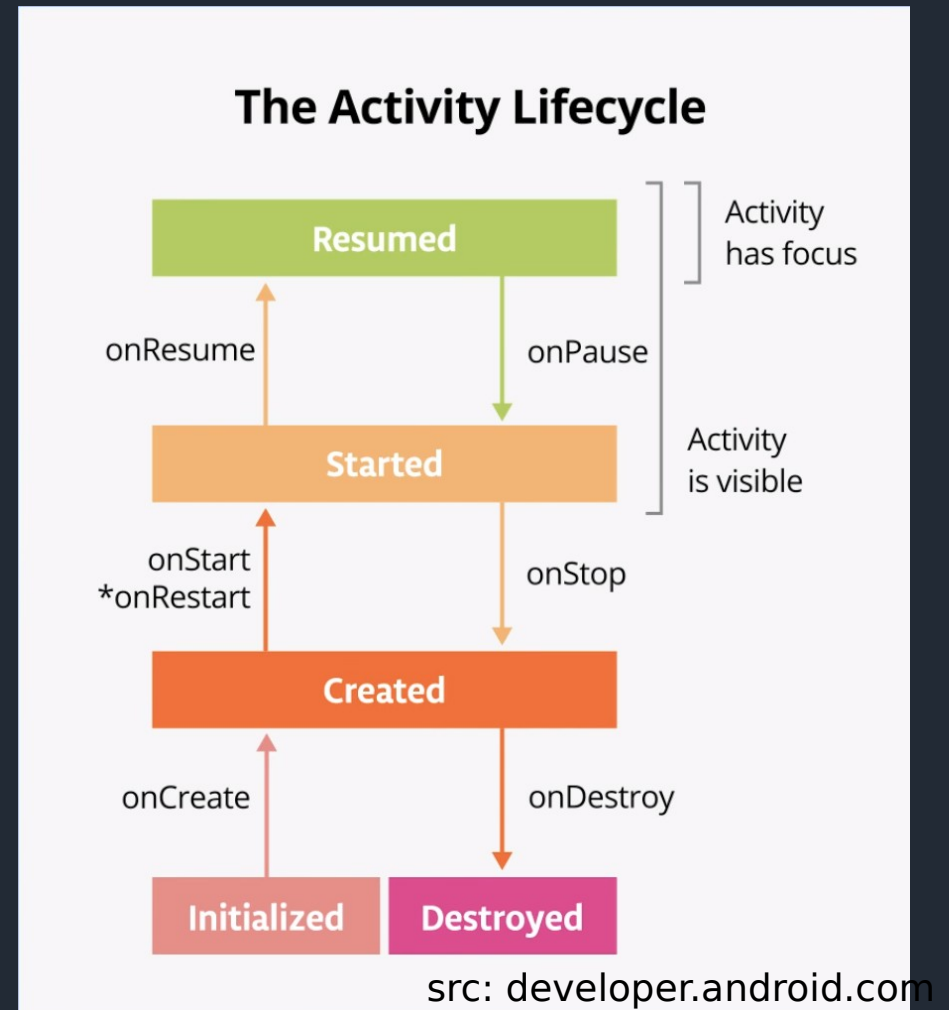 The Activity Lifecycle
Resumed
Activity
has focus
onResume
onPause
Started
Activity
is visible
onStart
*onRestart
onStop
Created
onCreate
onDestroy
Initialized
Destroyed
src: developer.android.com